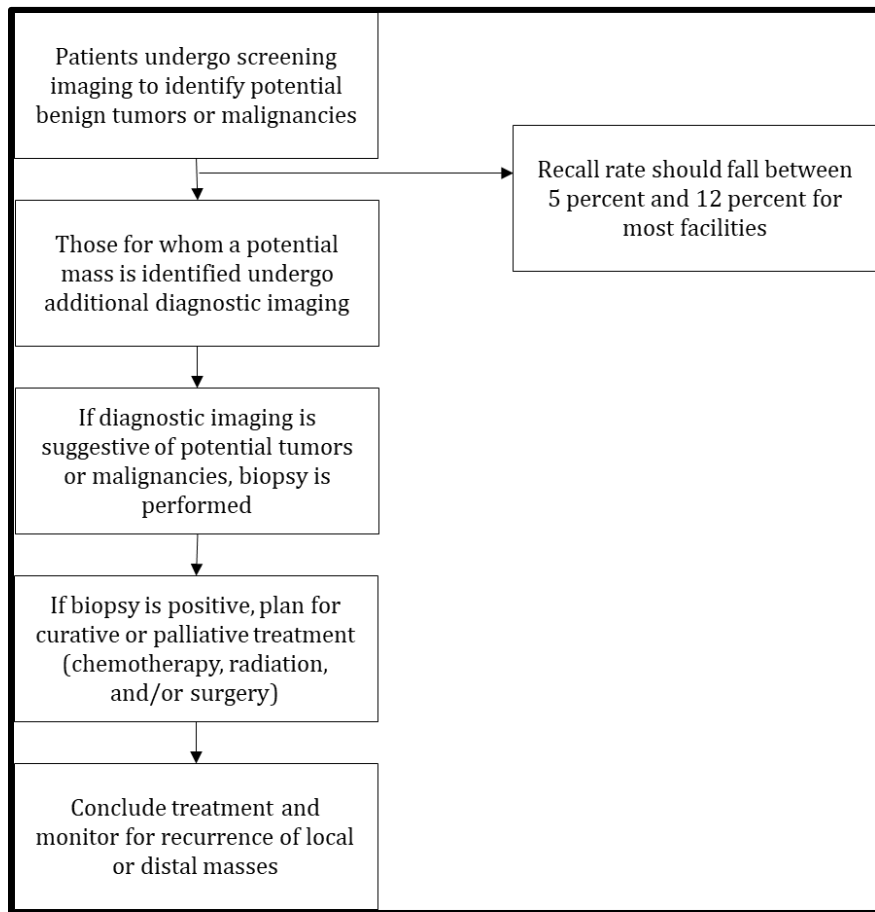 Patients undergo screening
imaging to identify potential
benign tumors or malignancies
Recall rate should fall between
5 percent and 12 percent for
most facilities
Those for whom a potential
mass is identified undergo
additional diagnostic imaging
If diagnostic imaging is
suggestive of potential tumors
or malignancies, biopsy is
performed
If biopsy is positive, plan for
curative or palliative treatment
(chemotherapy, radiation,
and/or surgery)
Conclude treatment and
monitor for recurrence of local
or distal masses